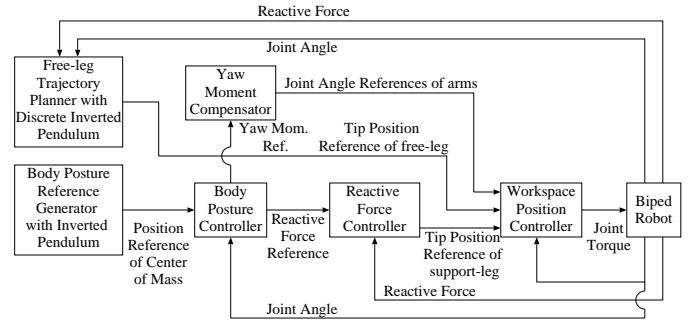 Reactive Force
Joint Angle
Free-leg
Trajectory
Planner with
Discrete Inverted
Pendulum
Yaw
Moment
Compensator
Joint Angle References of arms
Yaw Mom.
Ref.
Tip Position
Reference of free-leg
Body Posture
Reference
Generator
with Inverted
Pendulum
Position
Reference
of Center
of Mass
Body
Posture
Controller
Reactive
Force
Reference
Reactive
Force
Controller
Tip Position
Reference of
support-leg
Workspace
Position
Controller
Joint
Torque
Biped
Robot
Reactive Force
Joint Angle